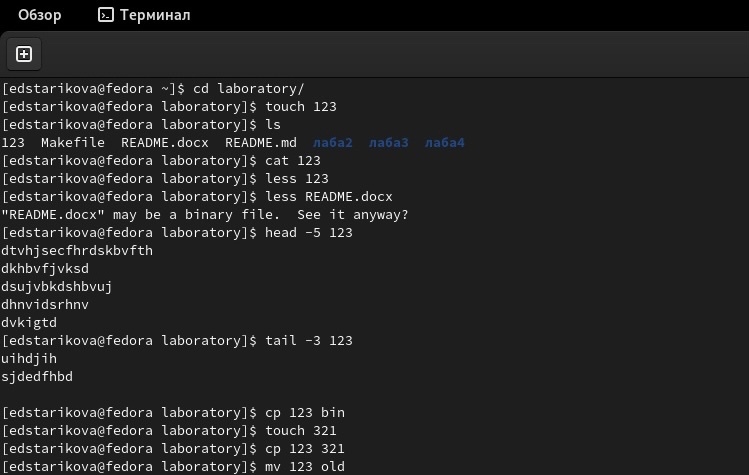 Обзор Терминал
[edstarikova@fedora ~]$ cd laboratory/
[edstarikova@fedora laboratory]$ touch 123
[edstarikova@fedora laboratory]$ ls
123  Makefile  README.docx  README.md  лаба2  лаба3  лаба4
[edstarikova@fedora laboratory]$ cat 123
[edstarikova@fedora laboratory]$ less 123
[edstarikova@fedora laboratory]$ less README.docx
"README.docx" may be a binary file.  See it anyway?
[edstarikova@fedora laboratory]$ head -5 123
dtvhjsecfhrdskbvfth
dkhbvfjvksd
dsujvbkdshbvuj
dhnvidsrhnv
dvkigtd
[edstarikova@fedora laboratory]$ tail -3 123
uihdjih
sjdedfhbd
[edstarikova@fedora laboratory]$ cp 123 bin
[edstarikova@fedora laboratory]$ touch 321
[edstarikova@fedora laboratory]$ cp 123 321
[edstarikova@fedora laboratory]$ mv 123 old